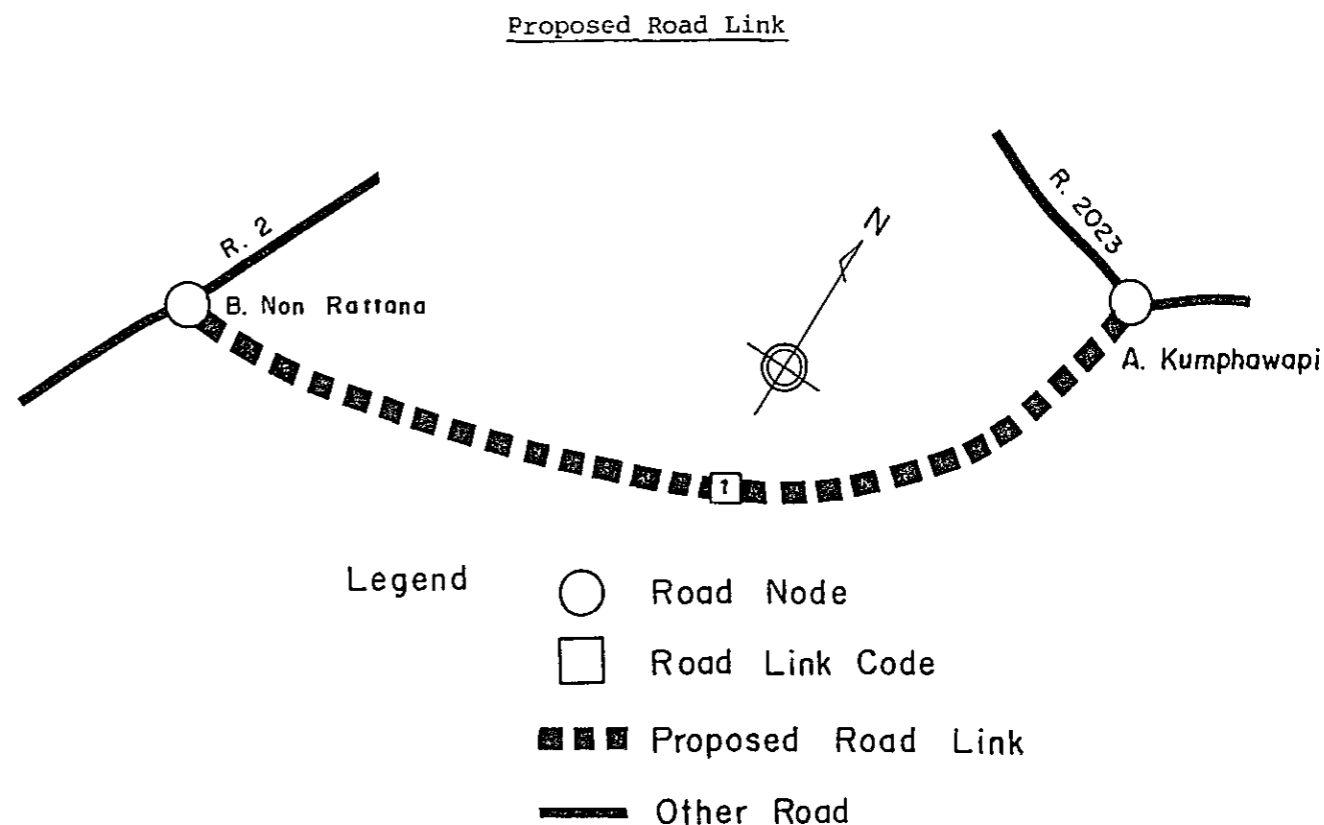 Proposed Road Link
R. 2
R. 2023
N
B. Non Rattana
A. Kumphawapi
1
Legend
Road Node
Road Link Code
Proposed Road Link
Other Road